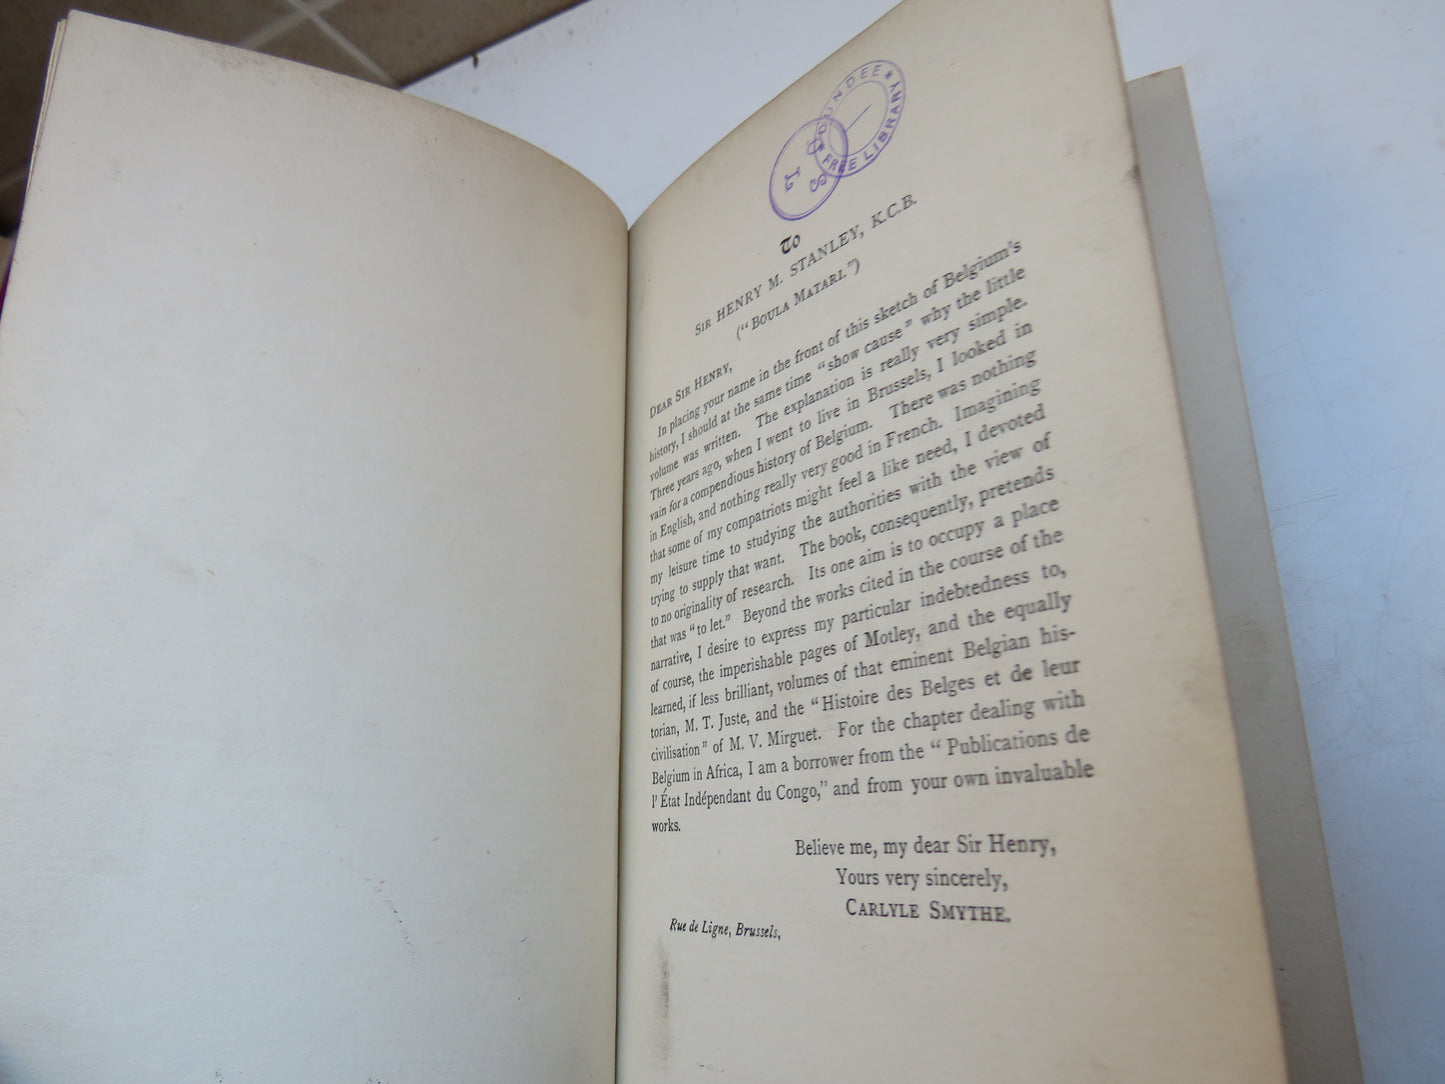 DUNDEE
FREE LIBRARY
L S
To
SIR HENRY M. STANLEY, K.C.B.
("BOULA MATARI.")
DEAR SIR HENRY,
In placing your name in the front of this sketch of Belgium's
history, I should at the same time "show cause" why the little
volume was written. The explanation is really very simple.
Three years ago, when I went to live in Brussels, I looked in
vain for a compendious history of Belgium. There was nothing
in English, and nothing really very good in French. Imagining
that some of my compatriots might feel a like need, I devoted
my leisure time to studying the authorities with the view of
trying to supply that want. The book, consequently, pretends
to no originality of research. Its one aim is to occupy a place
that was "to let." Beyond the works cited in the course of the
narrative, I desire to express my particular indebtedness to,
of course, the imperishable pages of Motley, and the equally
learned, if less brilliant, volumes of that eminent Belgian his-
torian, M. T. Juste, and the "Histoire des Belges et de leur
civilisation" of M. V. Mirguet. For the chapter dealing with
Belgium in Africa, I am a borrower from the "Publications de
l'État Indépendant du Congo," and from your own invaluable
works.
Believe me, my dear Sir Henry,
Yours very sincerely,
CARLYLE SMYTHE.
Rue de Ligne, Brussels,